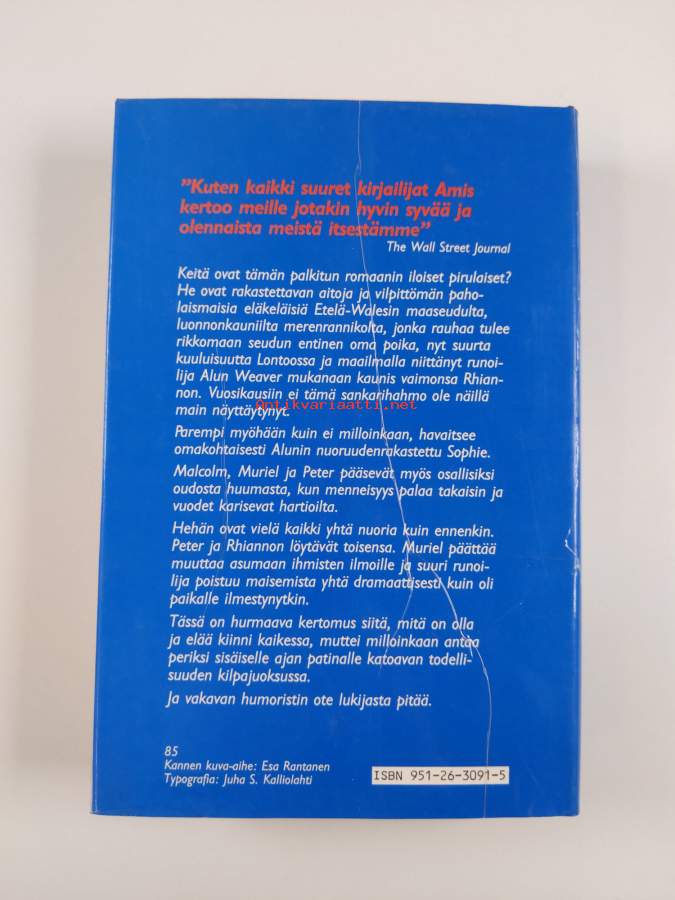 "Kuten kaikki suuret kirjailijat Amis
kertoo meille jotakin hyvin syvää ja
olennaista meistä itsestämme"
The Wall Street Journal
Keitä ovat tämän palkitun romaanin iloiset pirulaiset?
He ovat rakastettavan aitoja ja vilpittömän paho-
laismaisia eläkeläisiä Etelä-Walesin maaseudulta,
luonnonkauniilta merenrannikolta, jonka rauhaa tulee
rikkomaan seudun entinen oma poika, nyt suurta
kuuluisuutta Lontoossa ja maailmalla niittänyt runoi-
lija Alun Weaver mukanaan kaunis vaimonsa Rhian-
non. Vuosikausiin ei tämä sankarihahmo ole näillä
Antikvariaatti.net
main näyttäytynyt.
Parempi myöhään kuin ei milloinkaan, havaitsee
omakohtaisesti Alunin nuoruudenrakastettu Sophie.
Malcolm, Muriel ja Peter pääsevät myös osallisiksi
oudosta huumasta, kun menneisyys palaa takaisin ja
vuodet karisevat hartioilta.
Hehän ovat vielä kaikki yhtä nuoria kuin ennenkin.
Peter ja Rhiannon löytävät toisensa. Muriel päättää
muuttaa asumaan ihmisten ilmoille ja suuri runoi-
lija poistuu maisemista yhtä dramaattisesti kuin oli
paikalle ilmestynytkin.
Tässä on hurmaava kertomus siitä, mitä on olla
ja elää kiinni kaikessa, muttei milloinkaan antaa
periksi sisäiselle ajan patinalle katoavan todelli-
suuden kilpajuoksussa.
Ja vakavan humoristin ote lukijasta pitää.
85
Kannen kuva-aihe: Esa Rantanen
Typografia: Juha S. Kalliolahti
ISBN 951-26-3091-5